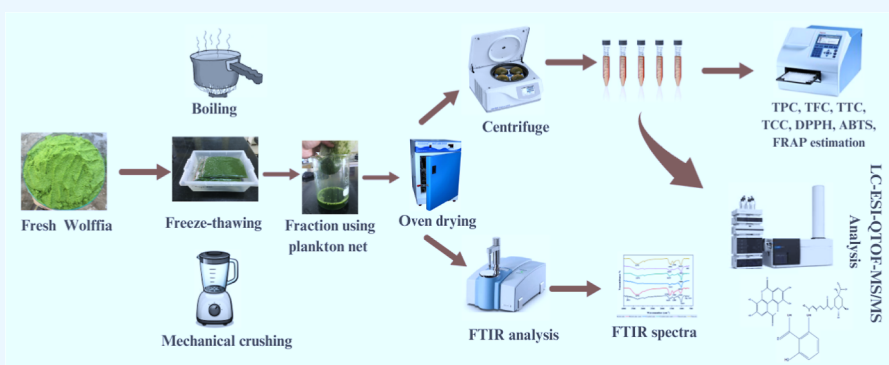 Boiling
Fresh Wolffia
Freeze-thawing
Mechanical crushing
Fraction using
plankton net
Oven drying
Centrifuge
TPC, TFC, TTC,
TCC, DPPH, ABTS,
FRAP estimation
FTIR analysis
FTIR spectra
LC-ESI-QTOF-MS/MS
Analysis